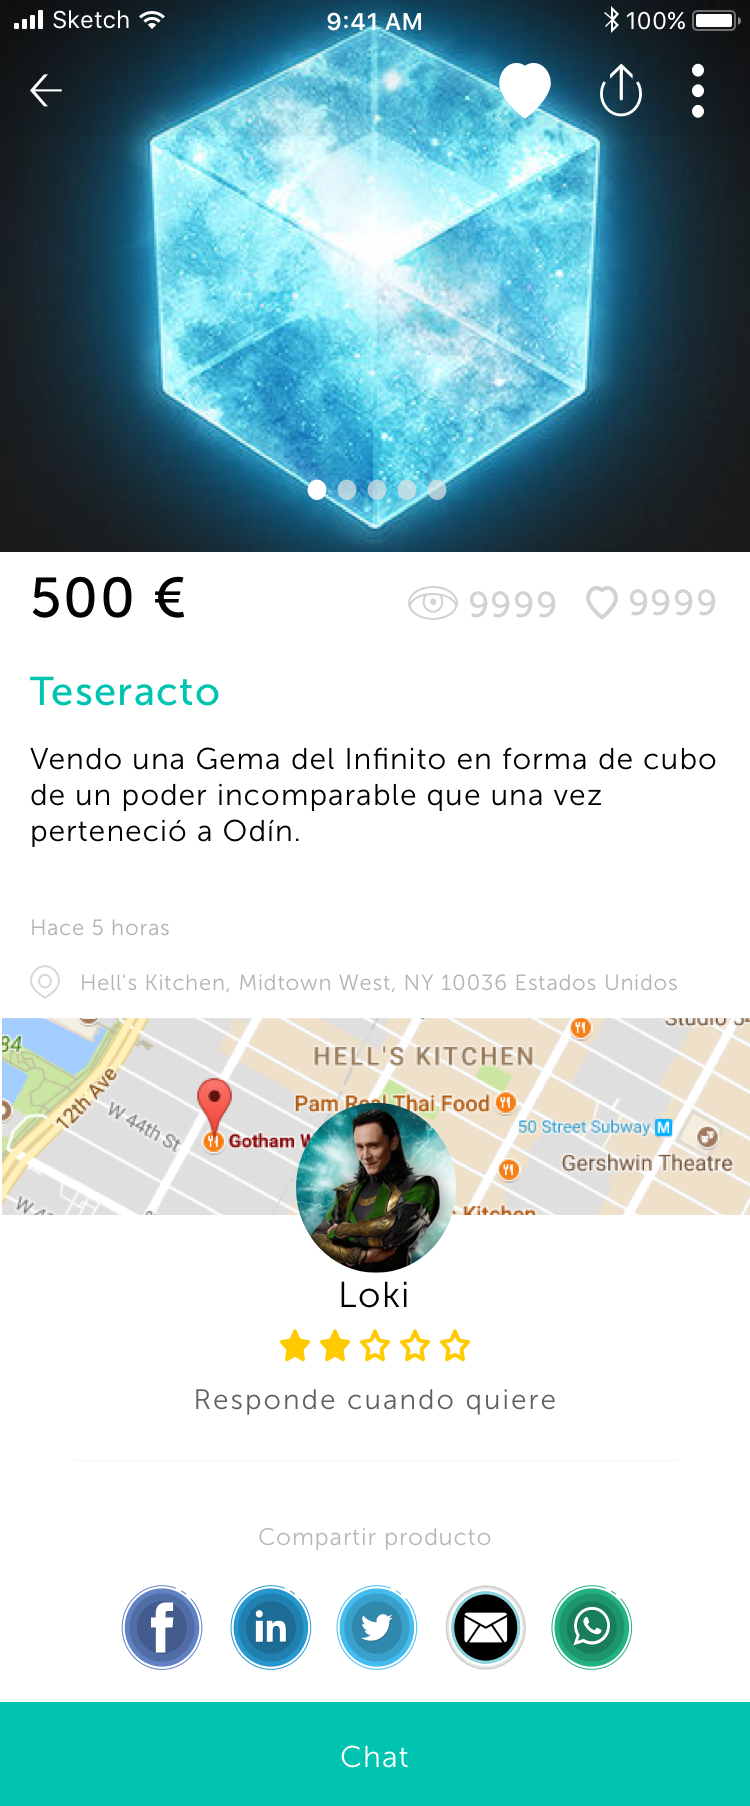 Sketch 9:41 AM 100%
500 € 9999 9999
Teseracto
Vendo una Gema del Infinito en forma de cubo
de un poder incomparable que una vez
perteneció a Odín.
Hace 5 horas
Hell's Kitchen, Midtown West, NY 10036 Estados Unidos
Studio 54
84
HELL'S KITCHEN
12th Ave
Pam Real Thai Food
W 44th St
50 Street Subway M
Gotham W
Gershwin Theatre
W 4
Kitchen
Loki
Responde cuando quiere
Compartir producto
f in
Chat